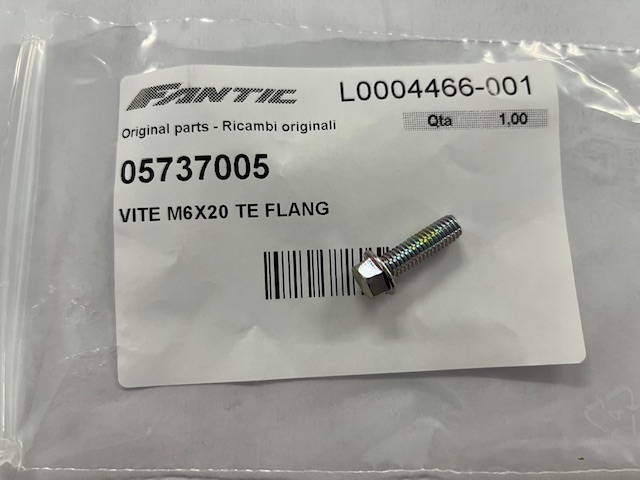 FANTIC
L0004466-001
Original parts - Ricambi originali
Qta 1,00
05737005
VITE M6X20 TE FLANG